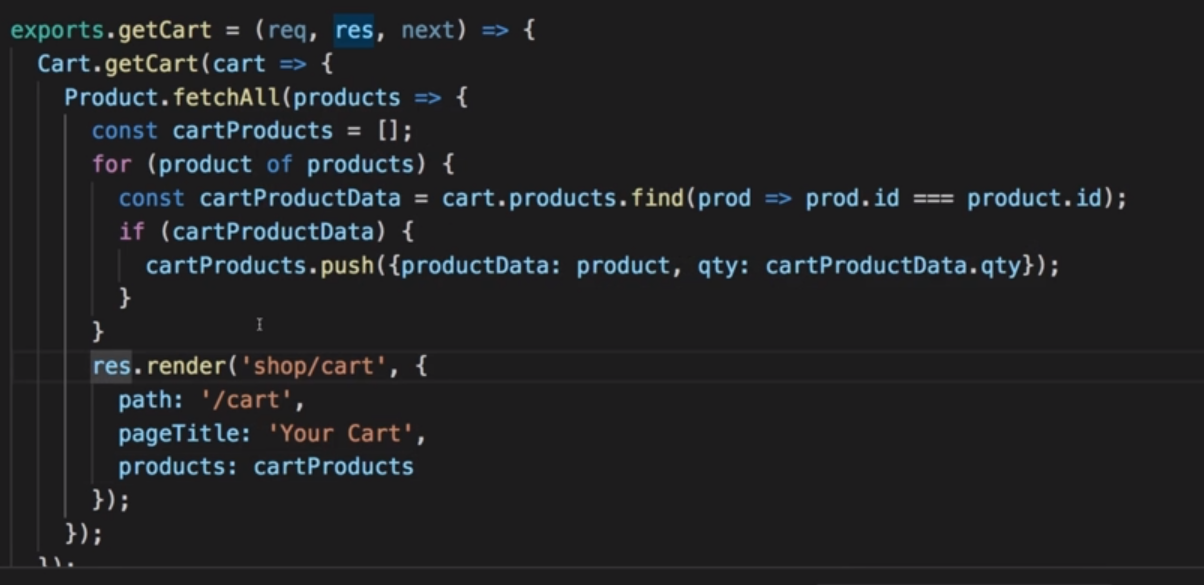 exports.getCart = (req, res, next) => {
  Cart.getCart(cart => {
    Product.fetchAll(products => {
      const cartProducts = [];
      for (product of products) {
        const cartProductData = cart.products.find(prod => prod.id === product.id);
        if (cartProductData) {
          cartProducts.push({productData: product, qty: cartProductData.qty});
        }
      }
      res.render('shop/cart', {
        path: '/cart',
        pageTitle: 'Your Cart',
        products: cartProducts
      });
    });
  });